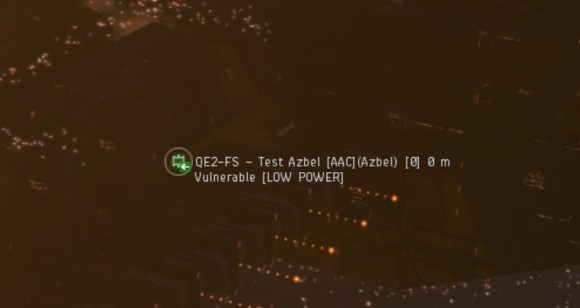 QE2-FS - Test Azbel [AAC](Azbel) [0] 0 m
Vulnerable [LOW POWER]